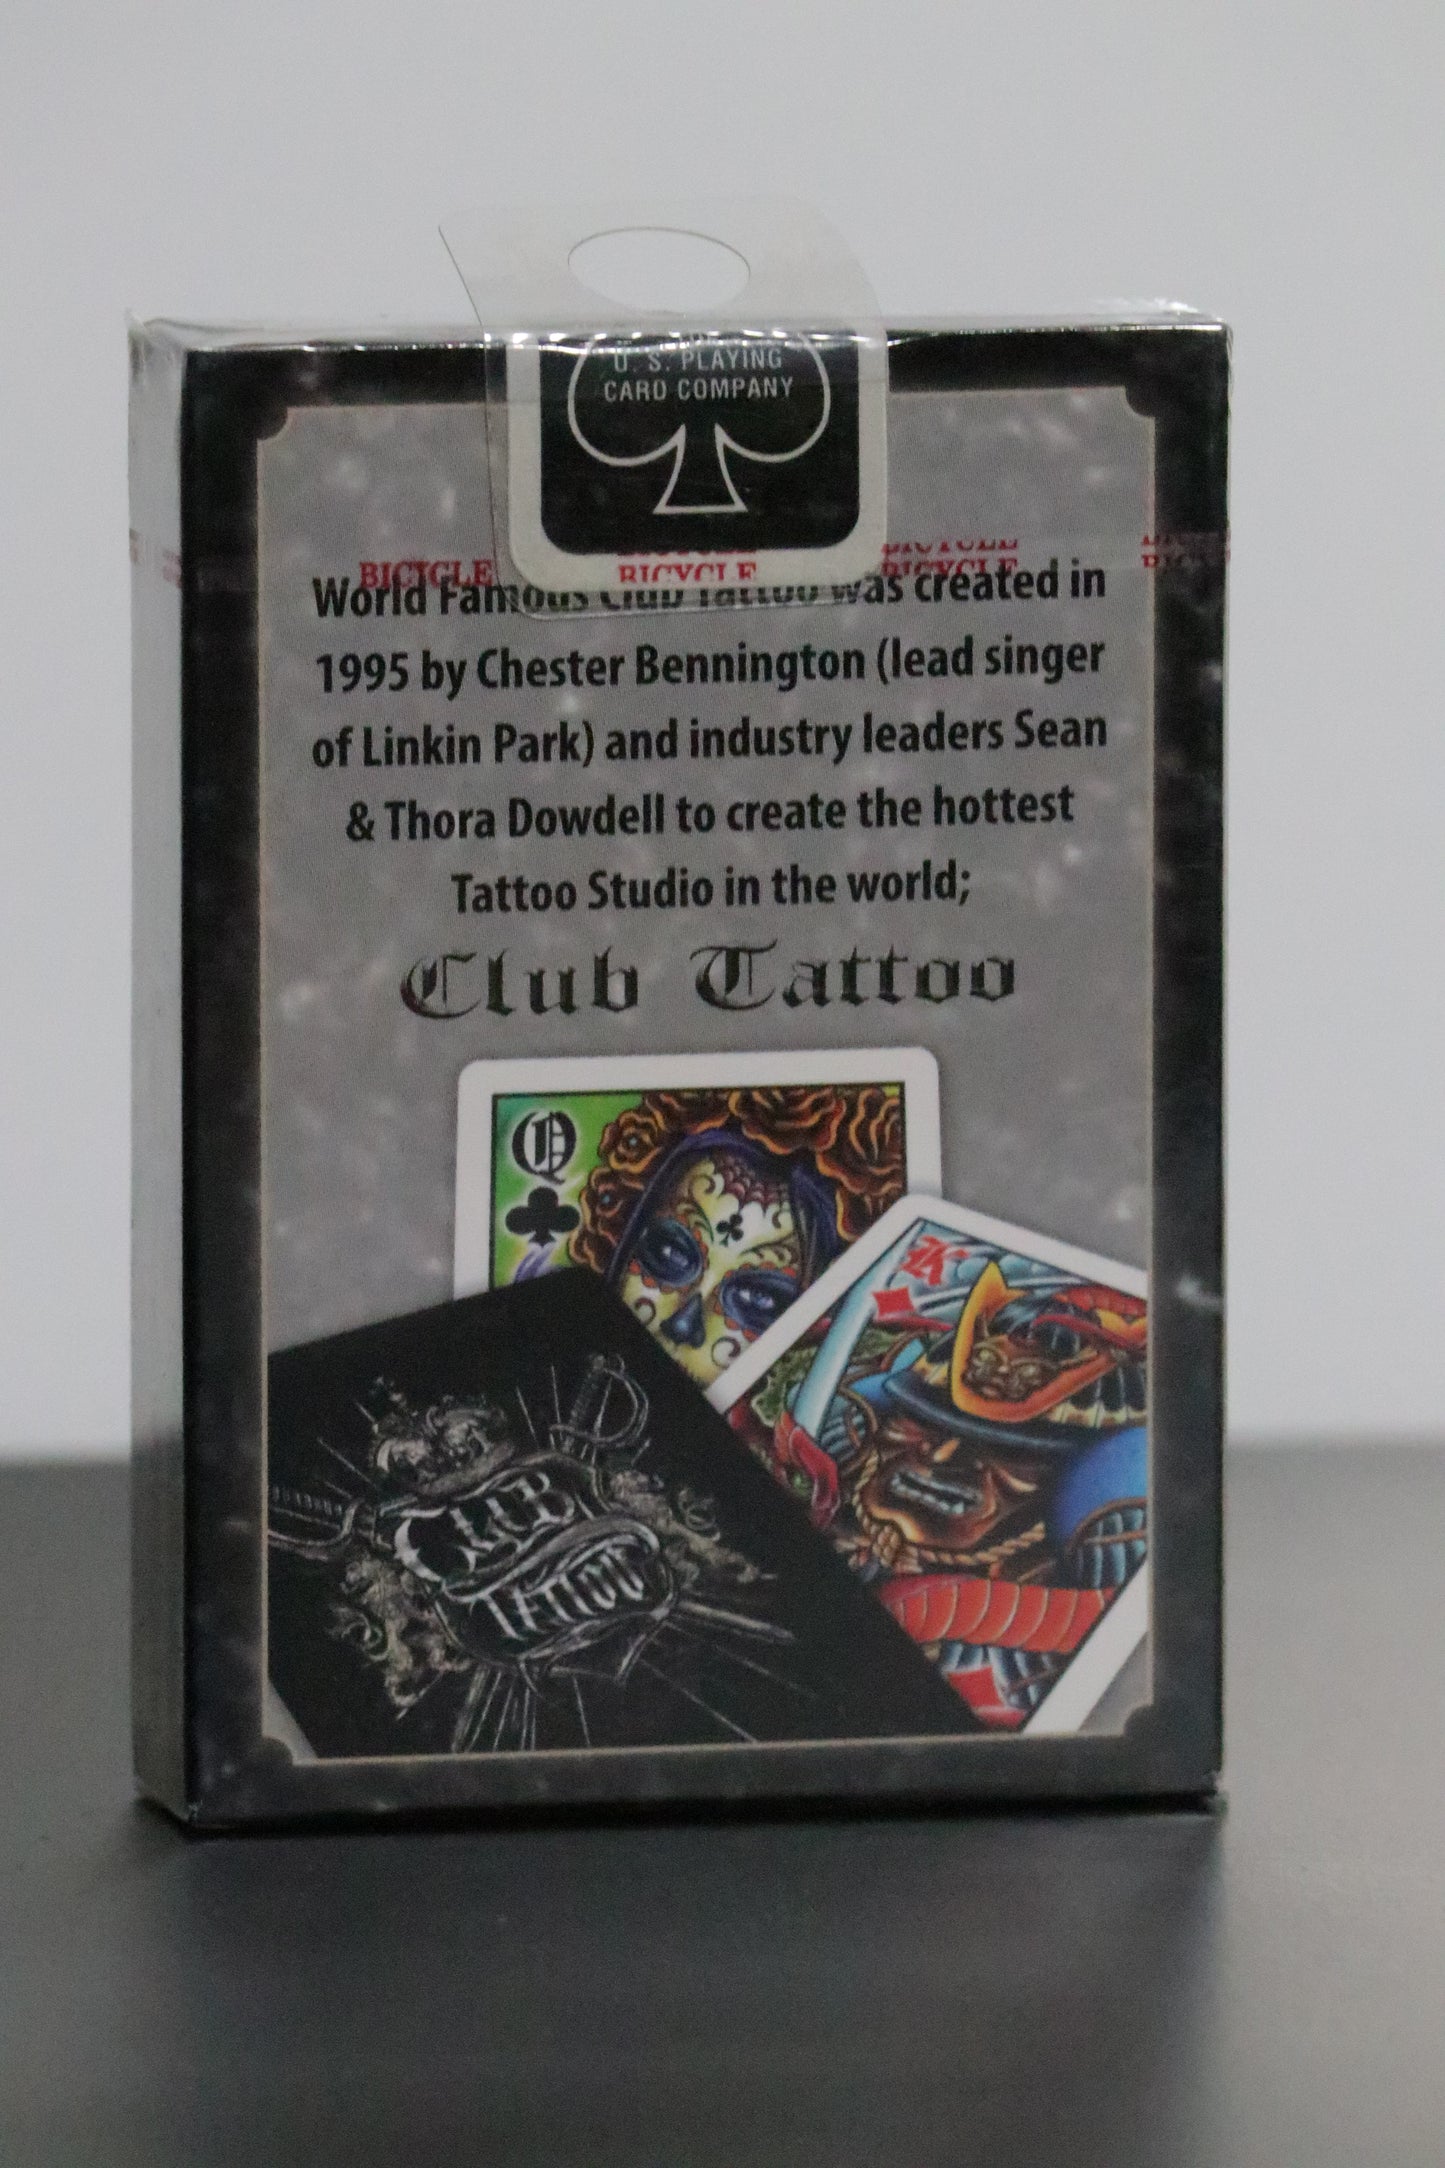 U. S. PLAYING
CARD COMPANY
BICYCLE BICYCLE BICYCLE
World Famous Club Tattoo was created in
1995 by Chester Bennington (lead singer
of Linkin Park) and industry leaders Sean
& Thora Dowdell to create the hottest
Tattoo Studio in the world;
Club Tattoo
Q
K
CLUB
TATTOO